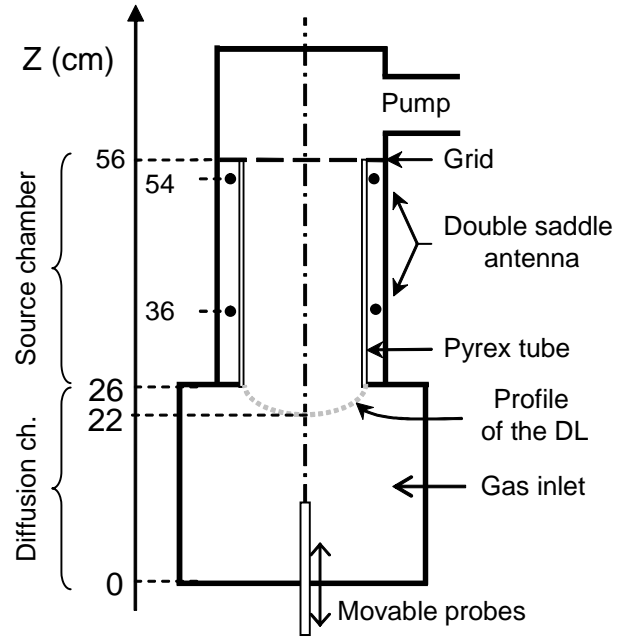 Z (cm)
Pump
56
Grid
54
Double saddle
antenna
Source chamber
36
Pyrex tube
26
Profile
of the DL
22
Diffusion ch.
Gas inlet
0
Movable probes